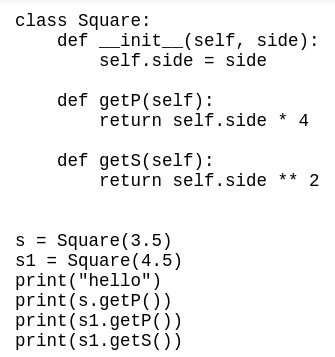 class Square:
    def __init__(self, side):
        self.side = side

    def getP(self):
        return self.side * 4

    def getS(self):
        return self.side ** 2


s = Square(3.5)
s1 = Square(4.5)
print("hello")
print(s.getP())
print(s1.getP())
print(s1.getS())